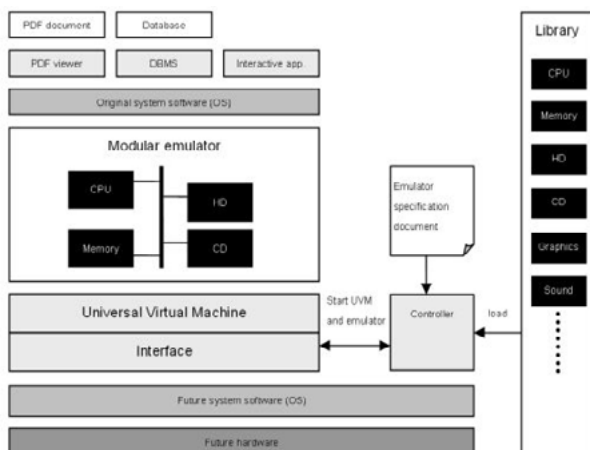 PDF document
Database
Library
PDF viewer
DBMS
Interactive app.
CPU
Original system software (OS)
Memory
Modular emulator
CPU
HD
Memory
CD
HD
Emulator
specification
document
CD
Graphics
Sound
Universal Virtual Machine
Start UVM
and emulator
Controller
load
Interface
Future system software (OS)
Future hardware